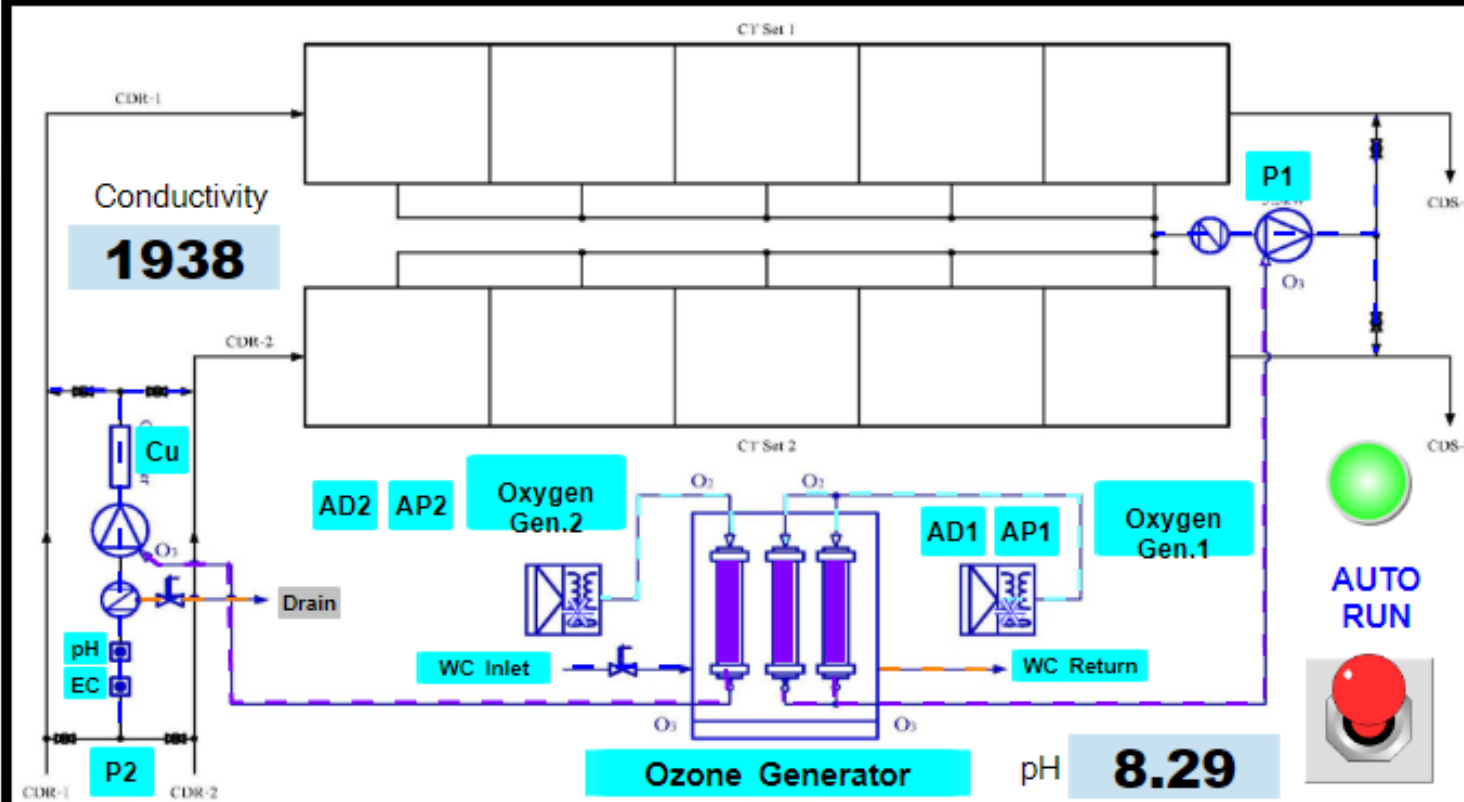 CT Set 1
CDR-1
Conductivity
1938
P1
CDS-
O3
CDR-2
CT Set 2
CDS-
Cu
AD2
AP2
Oxygen
Gen.2
O2
O2
AD1
AP1
Oxygen
Gen.1
O3
Drain
AUTO
RUN
pH
EC
WC Inlet
WC Return
O3
O3
P2
CDR-1
CDR-2
Ozone Generator
pH
8.29